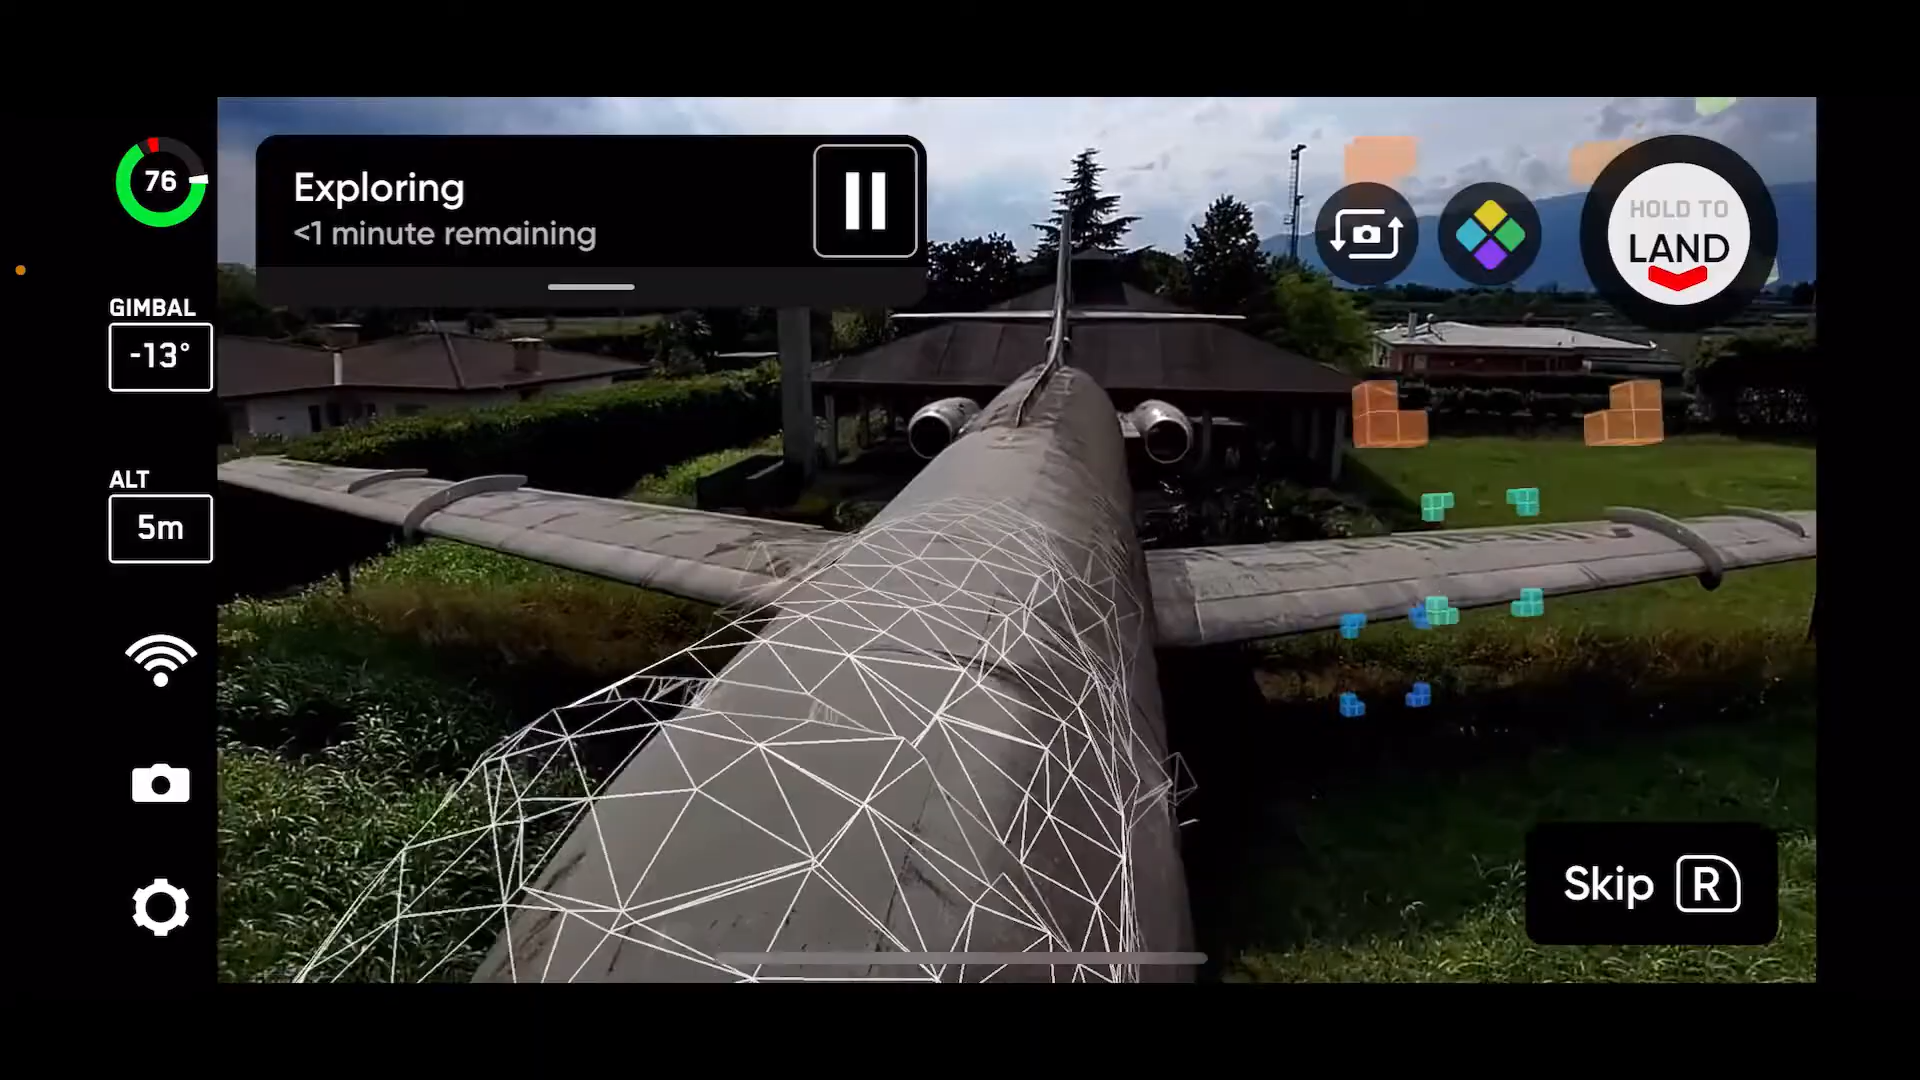 76
Exploring
<1 minute remaining
HOLD TO
LAND
GIMBAL
-13°
ALT
5m
Skip R